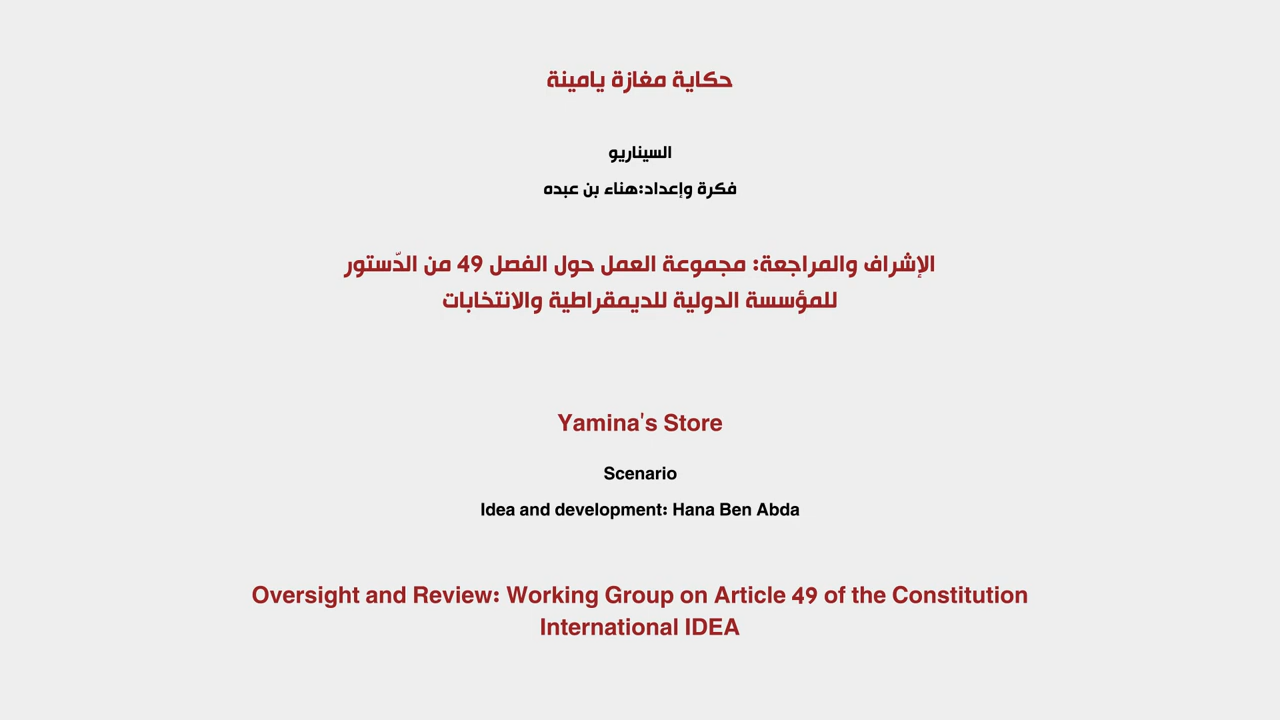 حكاية مغازة يامينة
السيناريو
فكرة وإعداد:هناء بن عبده
الإشراف والمراجعة: مجموعة العمل حول الفصل 49 من الدّستور
للمؤسسة الدولية للديمقراطية والانتخابات
Yamina's Store
Scenario
Idea and development: Hana Ben Abda
Oversight and Review: Working Group on Article 49 of the Constitution
International IDEA